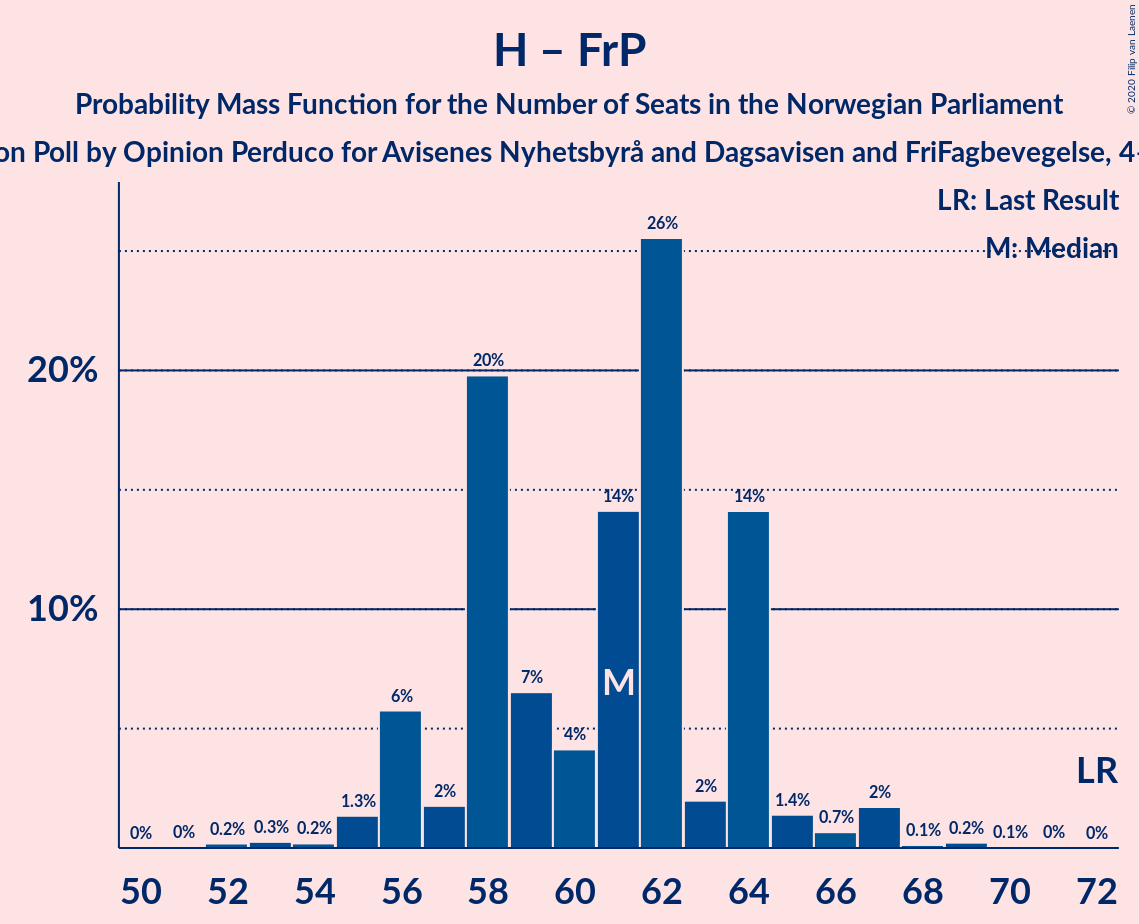 H – FrP
Probability Mass Function for the Number of Seats in the Norwegian Parliament
on Poll by Opinion Perduco for Avisenes Nyhetsbyrå and Dagsavisen and FriFagbevegelse, 4-
© 2020 Filip van Laenen
LR: Last Result
M: Median
26%
20%
20%
14%
14%
10%
7%
M
6%
4%
LR
2%
2%
2%
1.3%
1.4%
0.7%
0%
0%
0.2%
0.3%
0.2%
0.1%
0.2%
0.1%
0%
0%
50 52 54 56 58 60 62 64 66 68 70 72